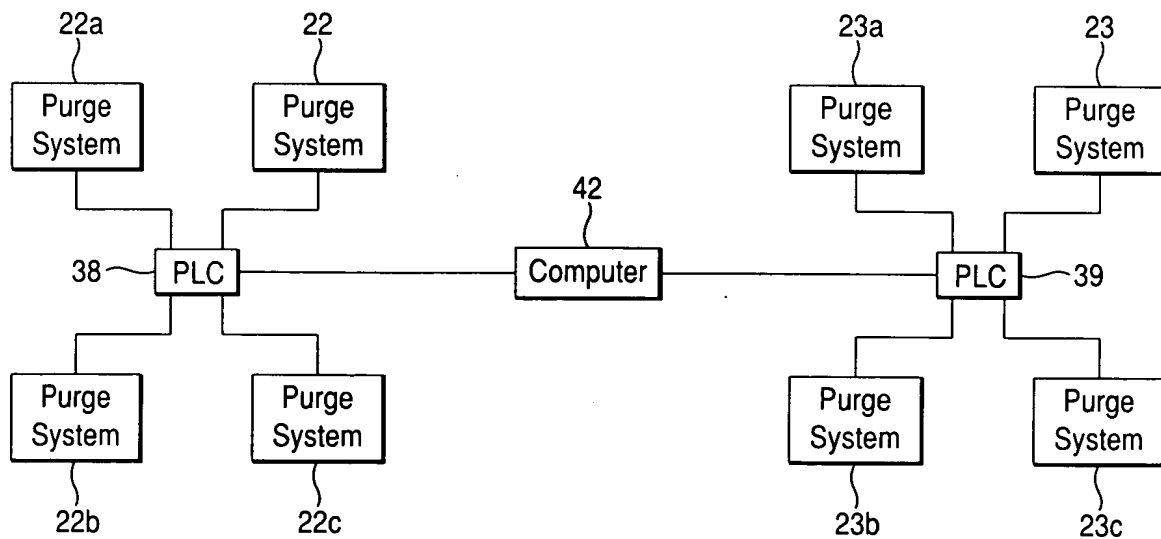 22a
22
23a
23
Purge
System
Purge
System
Purge
System
Purge
System
42
38
PLC
Computer
PLC
39
Purge
System
Purge
System
Purge
System
Purge
System
22b
22c
23b
23c